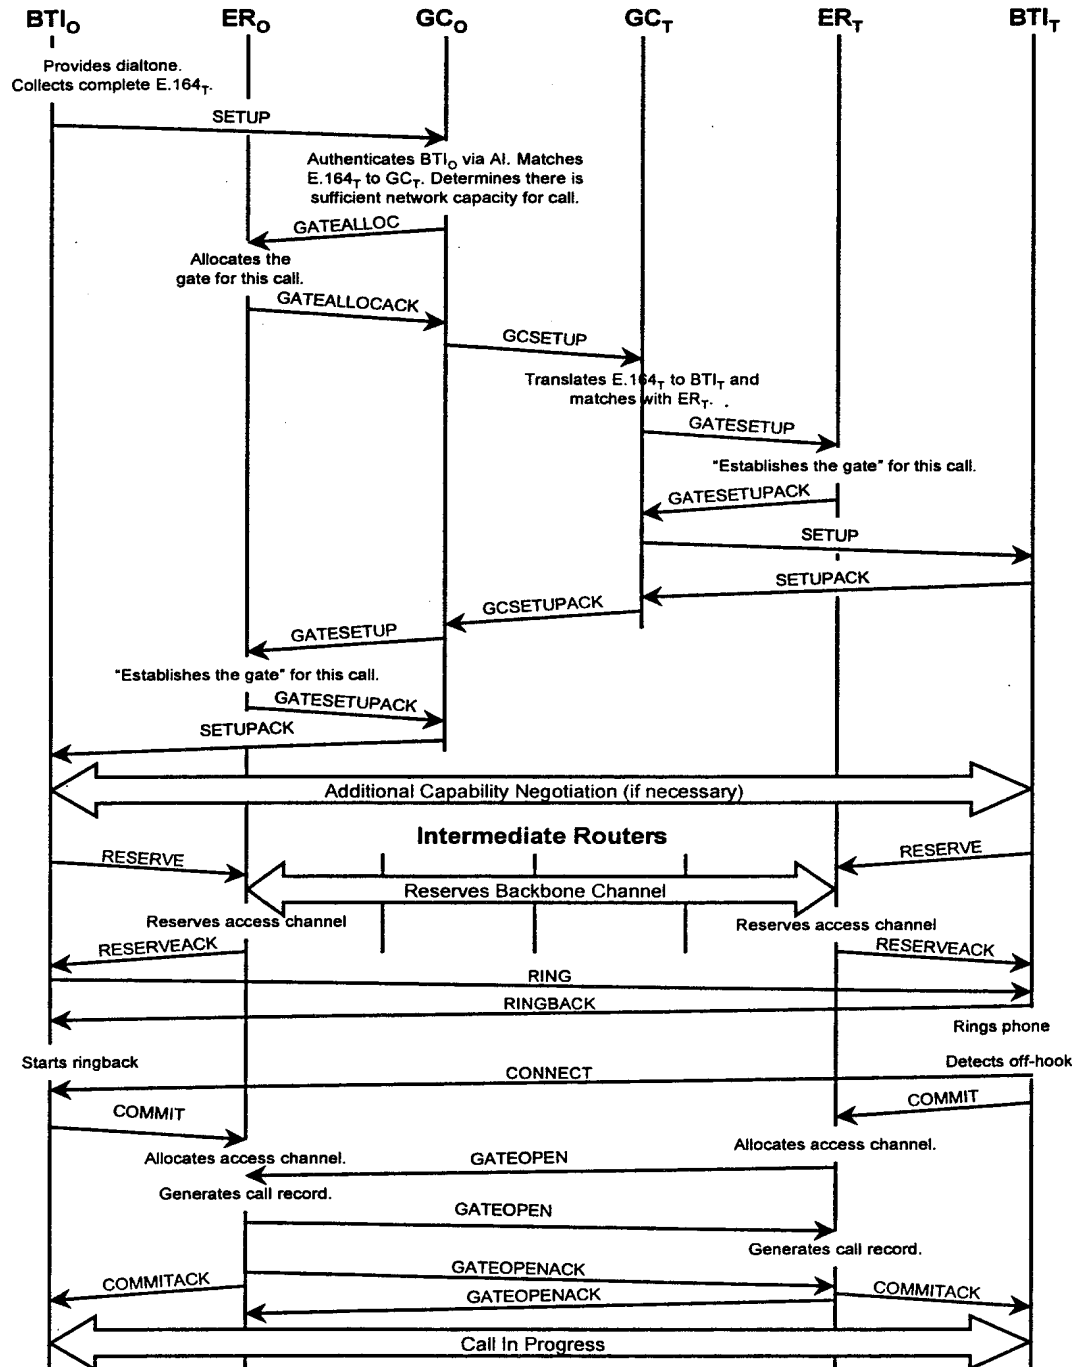 BTIO ERO GCO GCT ERT BTIT
Provides dialtone.
Collects complete E.164T.
SETUP
Authenticates BTIO via AI. Matches
E.164T to GCT. Determines there is
sufficient network capacity for call.
GATEALLOC
Allocates the
gate for this call.
GATEALLOCACK
GCSETUP
Translates E.164T to BTIT and
matches with ERT.
GATESETUP
"Establishes the gate" for this call.
GATESETUPACK
SETUP
SETUPACK
GCSETUPACK
GATESETUP
"Establishes the gate" for this call.
GATESETUPACK
SETUPACK
Additional Capability Negotiation (if necessary)
Intermediate Routers
RESERVE
RESERVE
Reserves Backbone Channel
Reserves access channel
Reserves access channel
RESERVEACK
RESERVEACK
RING
RINGBACK
Rings phone
Starts ringback
Detects off-hook
CONNECT
COMMIT
COMMIT
Allocates access channel.
Allocates access channel.
GATEOPEN
Generates call record.
GATEOPEN
Generates call record.
GATEOPENACK
COMMITACK
COMMITACK
GATEOPENACK
Call In Progress